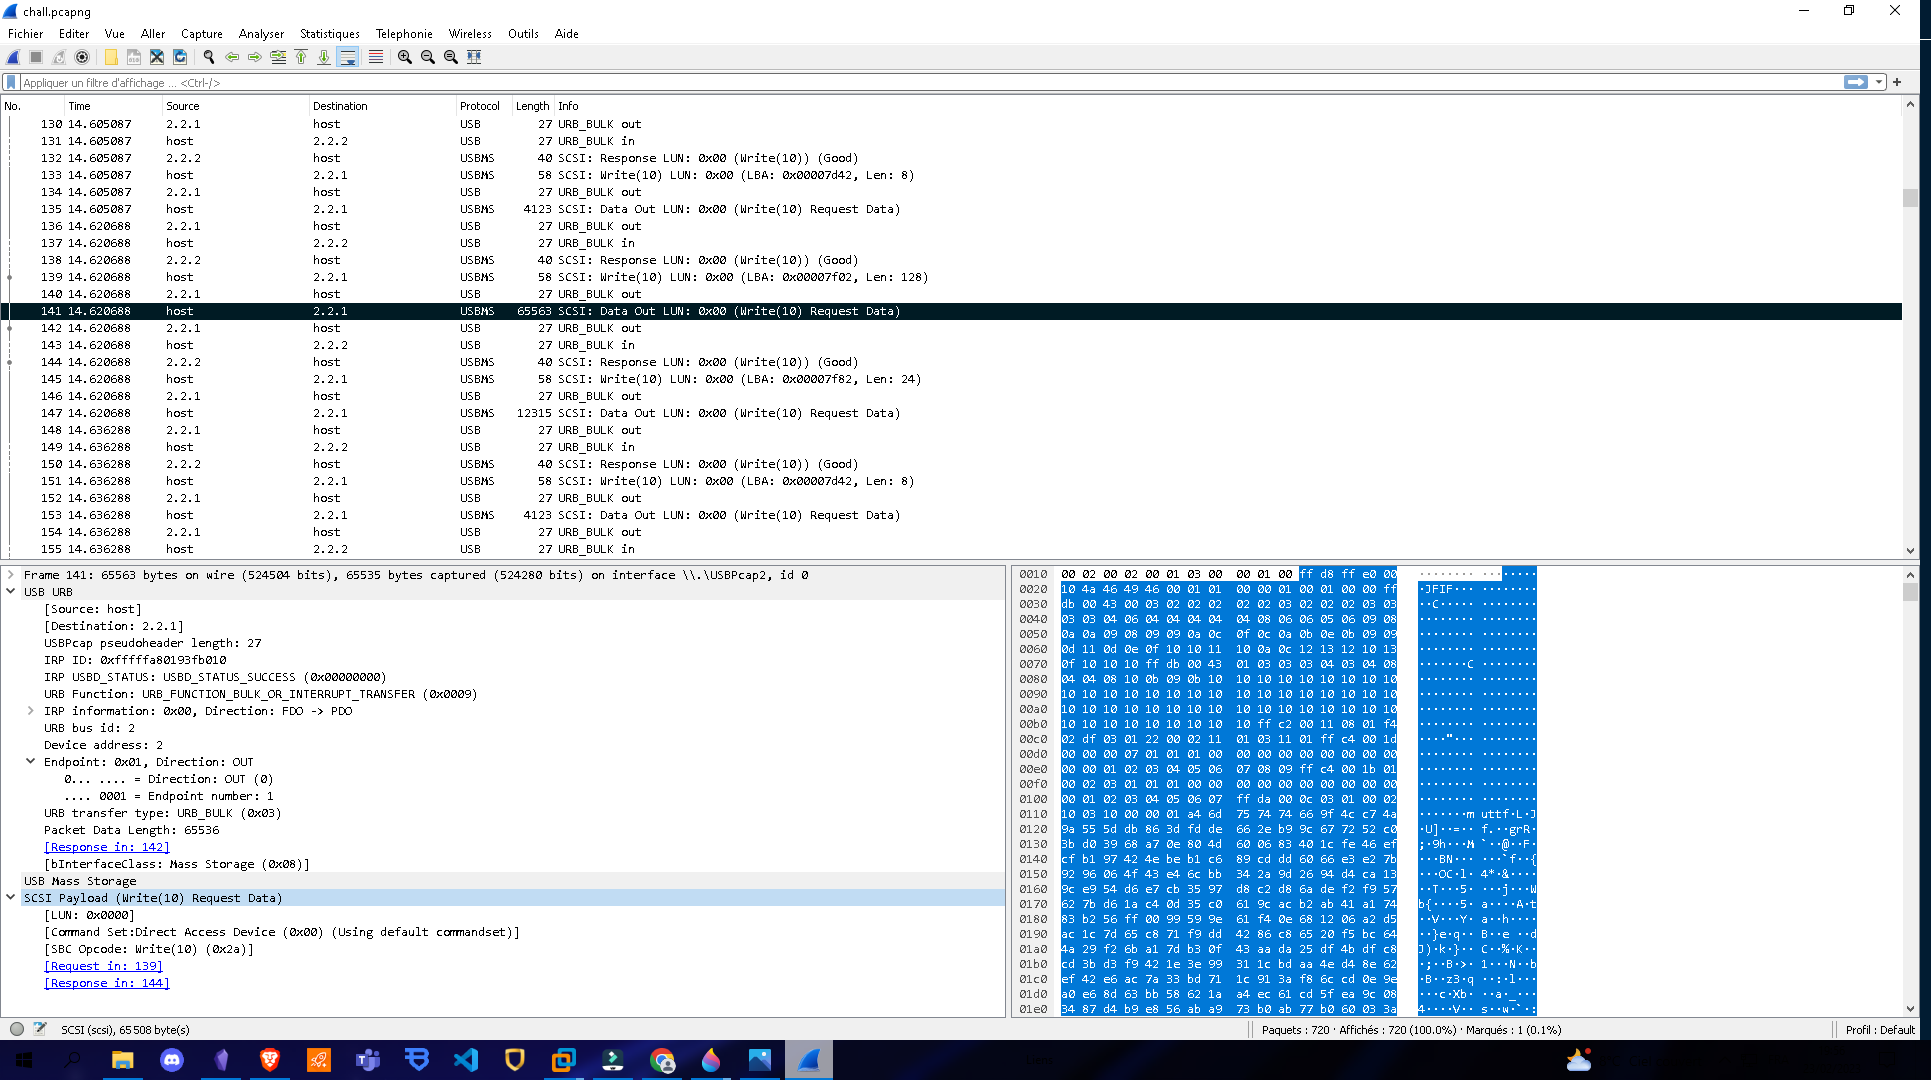 chall.pcapng
Fichier Editer Vue Aller Capture Analyser Statistiques Telephonie Wireless Outils Aide
Appliquer un filtre d'affichage ... <Ctrl-/>
No. Time Source Destination Protocol Length Info
130 14.605087 2.2.1 host USB 27 URB_BULK out
131 14.605087 host 2.2.2 USB 27 URB_BULK in
132 14.605087 2.2.2 host USBMS 40 SCSI: Response LUN: 0x00 (Write(10)) (Good)
133 14.605087 host 2.2.1 USBMS 58 SCSI: Write(10) LUN: 0x00 (LBA: 0x00007d42, Len: 8)
134 14.605087 2.2.1 host USB 27 URB_BULK out
135 14.605087 host 2.2.1 USBMS 4123 SCSI: Data Out LUN: 0x00 (Write(10) Request Data)
136 14.620688 2.2.1 host USB 27 URB_BULK out
137 14.620688 host 2.2.2 USB 27 URB_BULK in
138 14.620688 2.2.2 host USBMS 40 SCSI: Response LUN: 0x00 (Write(10)) (Good)
139 14.620688 host 2.2.1 USBMS 58 SCSI: Write(10) LUN: 0x00 (LBA: 0x00007f02, Len: 128)
140 14.620688 2.2.1 host USB 27 URB_BULK out
141 14.620688 host 2.2.1 USBMS 65563 SCSI: Data Out LUN: 0x00 (Write(10) Request Data)
142 14.620688 2.2.1 host USB 27 URB_BULK out
143 14.620688 host 2.2.2 USB 27 URB_BULK in
144 14.620688 2.2.2 host USBMS 40 SCSI: Response LUN: 0x00 (Write(10)) (Good)
145 14.620688 host 2.2.1 USBMS 58 SCSI: Write(10) LUN: 0x00 (LBA: 0x00007f82, Len: 24)
146 14.620688 2.2.1 host USB 27 URB_BULK out
147 14.620688 host 2.2.1 USBMS 12315 SCSI: Data Out LUN: 0x00 (Write(10) Request Data)
148 14.636288 2.2.1 host USB 27 URB_BULK out
149 14.636288 host 2.2.2 USB 27 URB_BULK in
150 14.636288 2.2.2 host USBMS 40 SCSI: Response LUN: 0x00 (Write(10)) (Good)
151 14.636288 host 2.2.1 USBMS 58 SCSI: Write(10) LUN: 0x00 (LBA: 0x00007d42, Len: 8)
152 14.636288 2.2.1 host USB 27 URB_BULK out
153 14.636288 host 2.2.1 USBMS 4123 SCSI: Data Out LUN: 0x00 (Write(10) Request Data)
154 14.636288 2.2.1 host USB 27 URB_BULK out
155 14.636288 host 2.2.2 USB 27 URB_BULK in
Frame 141: 65563 bytes on wire (524504 bits), 65535 bytes captured (524280 bits) on interface \\.\USBPcap2, id 0
USB URB
[Source: host]
[Destination: 2.2.1]
USBPcap pseudoheader length: 27
IRP ID: 0xfffffa80193fb010
IRP USBD_STATUS: USBD_STATUS_SUCCESS (0x00000000)
URB Function: URB_FUNCTION_BULK_OR_INTERRUPT_TRANSFER (0x0009)
IRP information: 0x00, Direction: FDO -> PDO
URB bus id: 2
Device address: 2
Endpoint: 0x01, Direction: OUT
0... .... = Direction: OUT (0)
.... 0001 = Endpoint number: 1
URB transfer type: URB_BULK (0x03)
Packet Data Length: 65536
[Response in: 142]
[bInterfaceClass: Mass Storage (0x08)]
USB Mass Storage
SCSI Payload (Write(10) Request Data)
[LUN: 0x0000]
[Command Set:Direct Access Device (0x00) (Using default commandset)]
[SBC Opcode: Write(10) (0x2a)]
[Request in: 139]
[Response in: 144]
0010 00 02 00 02 00 01 03 00 00 01 00 ff d8 ff e0 00
0020 10 4a 46 49 46 00 01 01 00 00 01 00 01 00 00 ff ·JFIF···
0030 db 00 43 00 03 02 02 02 02 02 03 02 02 02 03 03 ··C·····
0040 03 03 04 06 04 04 04 04 04 08 06 06 05 06 09 08
0050 0a 0a 09 08 09 09 0a 0c 0f 0c 0a 0b 0e 0b 09 09
0060 0d 11 0d 0e 0f 10 10 11 10 0a 0c 12 13 12 10 13
0070 0f 10 10 10 ff db 00 43 01 03 03 03 04 03 04 08 ·······C
0080 04 04 08 10 0b 09 0b 10 10 10 10 10 10 10 10 10
0090 10 10 10 10 10 10 10 10 10 10 10 10 10 10 10 10
00a0 10 10 10 10 10 10 10 10 10 10 10 10 10 10 10 10
00b0 10 10 10 10 10 10 10 10 10 ff c2 00 11 08 01 f4
00c0 02 df 03 01 22 00 02 11 01 03 11 01 ff c4 00 1d ····"···
00d0 00 00 00 07 01 01 01 00 00 00 00 00 00 00 00 00
00e0 00 00 01 02 03 04 05 06 07 08 09 ff c4 00 1b 01
00f0 00 02 03 01 01 01 00 00 00 00 00 00 00 00 00 00
0100 00 01 02 03 04 05 06 07 ff da 00 0c 03 01 00 02
0110 10 03 10 00 00 01 a4 6d 75 74 74 66 9f 4c c7 4a ·······m uttf·L·J
0120 9a 55 5d db 86 3d fd de 66 2e b9 9c 67 72 52 c0 ·U]··=·· f.··grR·
0130 3b bd 039 68 a7 0e 80 4d 60 06 83 40 1c fe 46 ef ;··9h···M `··@··F·
0140 cf b1 97 42 4e be b1 c6 89 cd dd 60 66 e3 e2 7b ···BN··· ···`f··{
0150 92 96 06 4f 43 e4 6c bb 34 2a 9d 26 94 d4 ca 13 ···OC·l· 4*·&····
0160 9c e9 54 d6 e7 cb 35 97 d8 c2 d8 6a de f2 f9 57 ··T···5· ···j···W
0170 62 7b d6 1a c4 0d 35 c0 61 9c ac b2 ab 41 a1 74 b{····5· a····A·t
0180 83 b2 56 ff 00 99 59 9e 61 f4 0e 68 12 06 a2 d5 ··V···Y· a··h····
0190 ac 1c 7d 65 c8 71 f9 dd 42 86 c8 65 20 f5 bc 64 ··}e·q·· B··e ··d
01a0 4a 29 f2 6b a1 7d b3 0f 43 aa da 25 df 4b df c8 J)·k·}·· C··%·K··
01b0 cd 3b d3 f9 42 1e 3e 99 31 1c bd aa 4e d4 8e 62 ·;··B·>· 1···N··b
01c0 ef 42 e6 ac 7a 33 bd 71 1c 91 3a f8 6c cd 0e 9e ·B··z3·q ··:·l···
01d0 a0 e6 8d 63 bb 58 62 1a a4 ec 61 cd 5f ea 9c 08 ···c·Xb· ··a·_···
01e0 34 87 d4 b9 e8 56 ab a9 73 b0 ab 77 b0 60 03 3a 4····V·· s··w·`·:
SCSI (scsi), 65 508 byte(s)
Paquets : 720 · Affichés : 720 (100.0%) · Marqués : 1 (0.1%)
Profil : Default